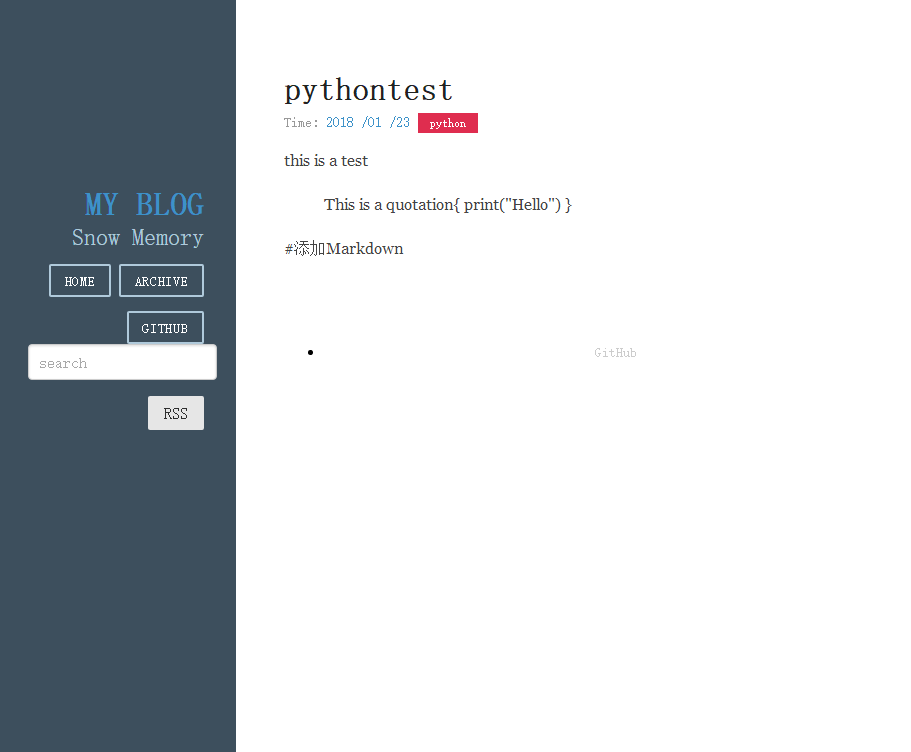 MY BLOG
Snow Memory
HOME ARCHIVE
GITHUB
search
RSS
pythontest
Time: 2018 /01 /23 python
this is a test
This is a quotation{ print("Hello") }
#添加Markdown
GitHub